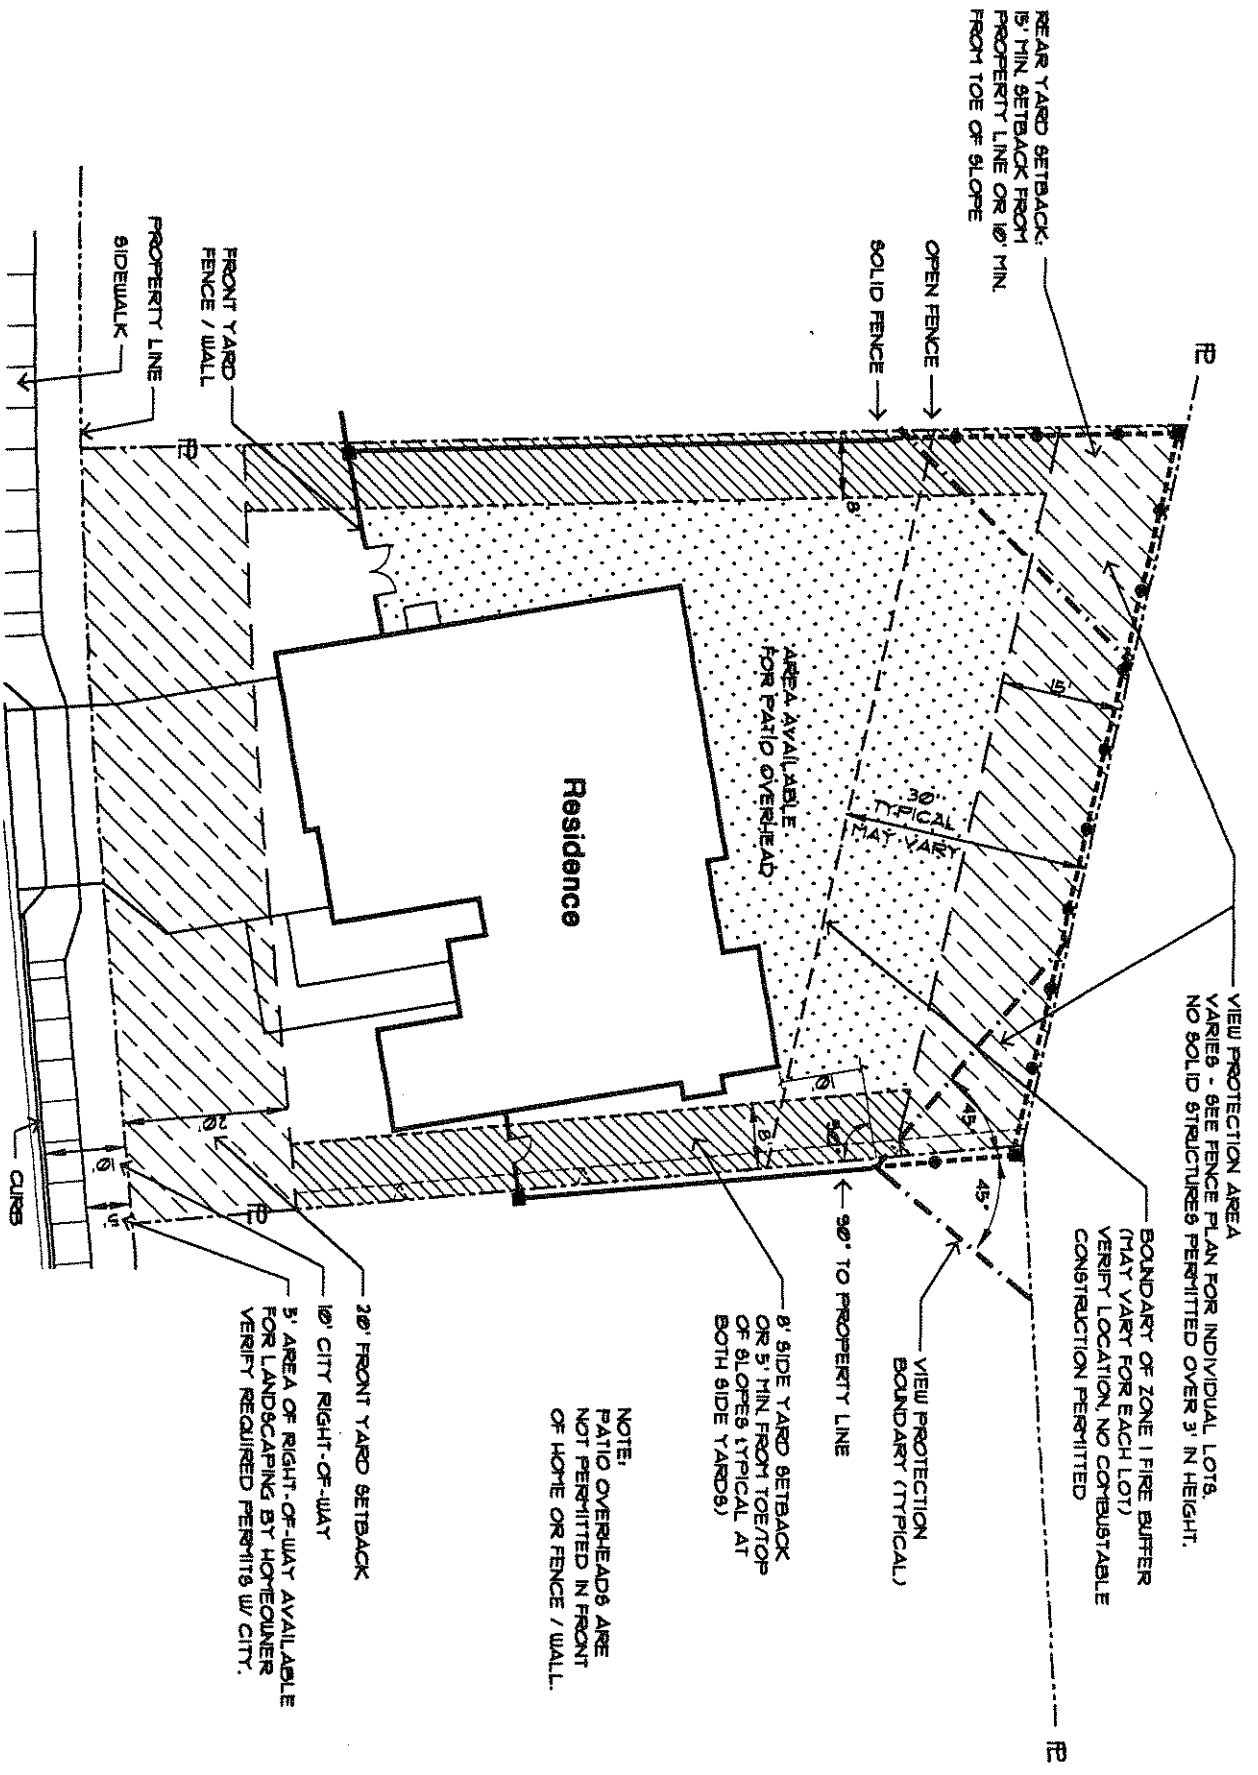 VIEW PROTECTION AREA
VARIES - SEE FENCE PLAN FOR INDIVIDUAL LOTS.
NO SOLID STRUCTURES PERMITTED OVER 3' IN HEIGHT.
REAR YARD SETBACK:
15' MIN. SETBACK FROM
PROPERTY LINE OR 10' MIN.
FROM TOE OF SLOPE
OPEN FENCE
SOLID FENCE
BOUNDARY OF ZONE 1 FIRE BUFFER
(MAY VARY FOR EACH LOT)
VERIFY LOCATION, NO COMBUSTABLE
CONSTRUCTION PERMITTED
VIEW PROTECTION
BOUNDARY (TYPICAL)
90° TO PROPERTY LINE
8' SIDE YARD SETBACK
OR 5' MIN. FROM TOE/TOP
OF SLOPES (TYPICAL AT
BOTH SIDE YARDS)
NOTE:
PATIO OVERHEADS ARE
NOT PERMITTED IN FRONT
OF HOME OR FENCE / WALL.
20' FRONT YARD SETBACK
10' CITY RIGHT-OF-WAY
5' AREA OF RIGHT-OF-WAY AVAILABLE
FOR LANDSCAPING BY HOMEOWNER
VERIFY REQUIRED PERMITS W/ CITY.
FRONT YARD
FENCE / WALL
PROPERTY LINE
SIDEWALK
CURB
AREA AVAILABLE
FOR PATIO OVERHEAD
Residence
30'
TYPICAL
MAY VARY
15'
8'
8'
10'
90°
45°
45°
20'
10'
5'
PL
PL
PL
PL